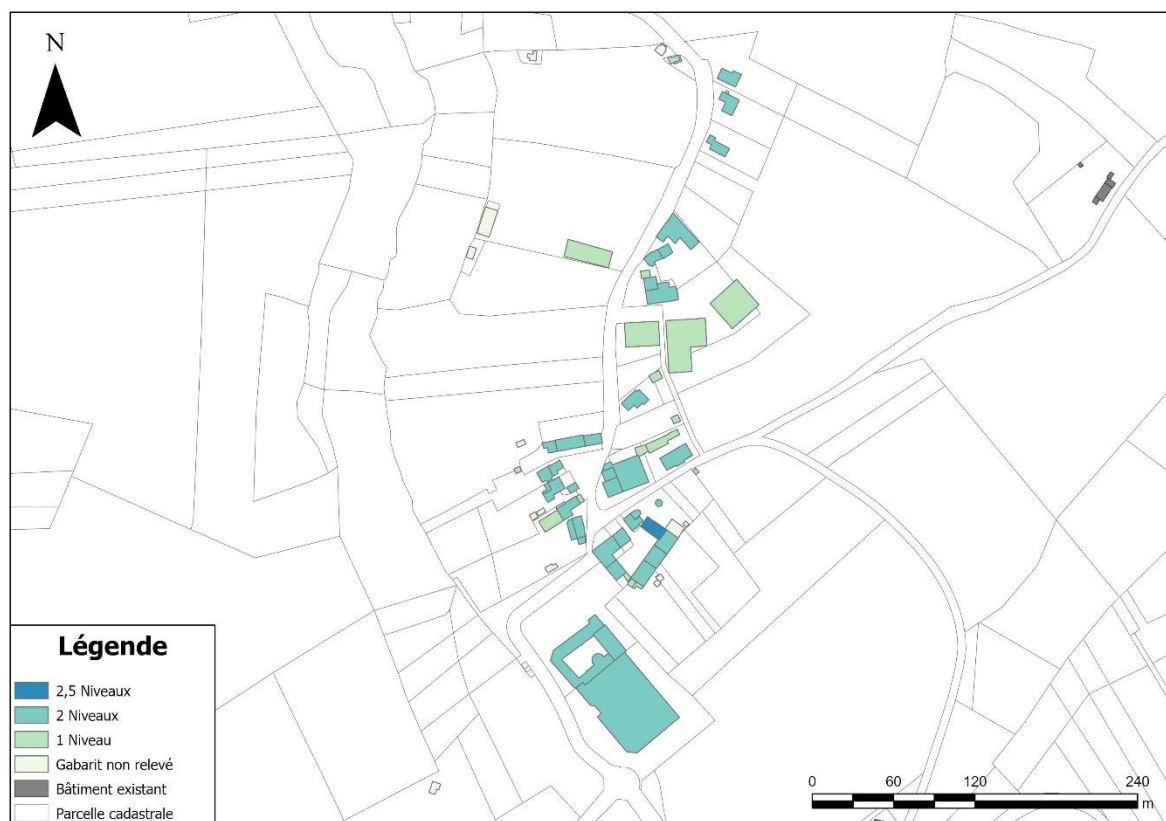 N
Légende
2,5 Niveaux
2 Niveaux
1 Niveau
Gabarit non relevé
Bâtiment existant
Parcelle cadastrale
0 60 120 240
m